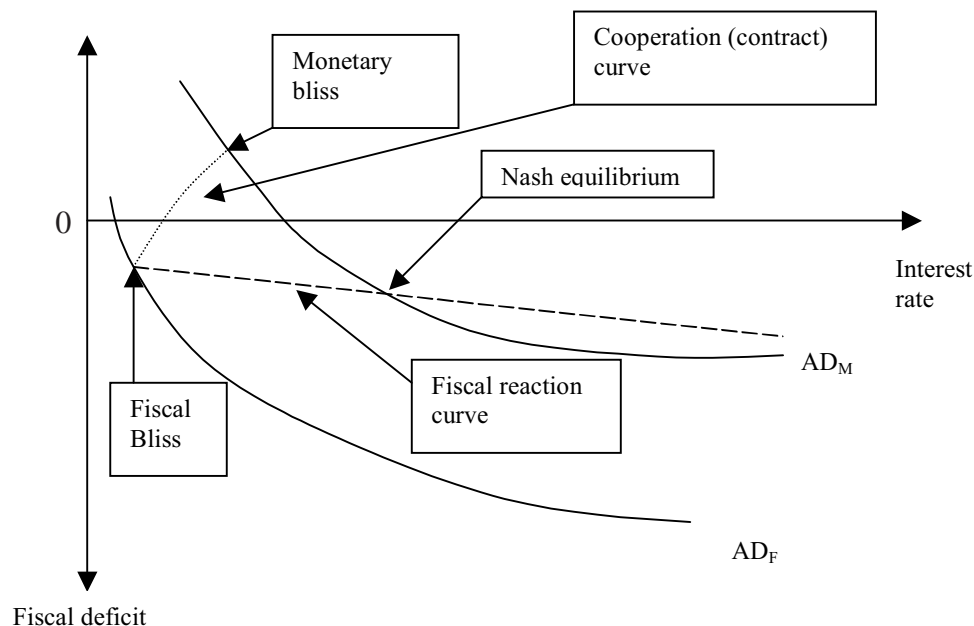 Monetary
bliss
Cooperation (contract)
curve
Nash equilibrium
0
Interest
rate
AD_M
Fiscal
Bliss
Fiscal reaction
curve
AD_F
Fiscal deficit